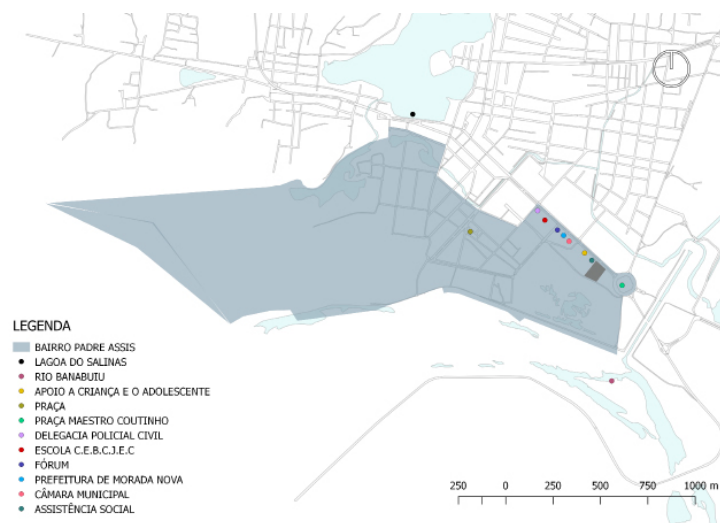 LEGENDA
BAIRRO PADRE ASSIS
LAGOA DO SALINAS
RIO BANABUIU
APOIO A CRIANÇA E O ADOLESCENTE
PRAÇA
PRAÇA MAESTRO COUTINHO
DELEGACIA POLICIAL CIVIL
ESCOLA C.E.B.C.J.E.C
FÓRUM
PREFEITURA DE MORADA NOVA
CÂMARA MUNICIPAL
ASSISTÊNCIA SOCIAL
250 0 250 500 750 1000 m